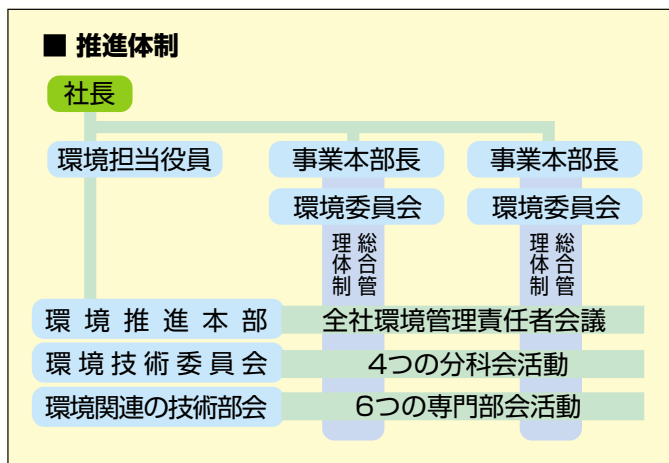 ■ 推進体制
社長
環境担当役員 事業本部長 事業本部長
環境委員会 環境委員会
総合管理体制 総合管理体制
環境推進本部 全社環境管理責任者会議
環境技術委員会 4つの分科会活動
環境関連の技術部会 6つの専門部会活動